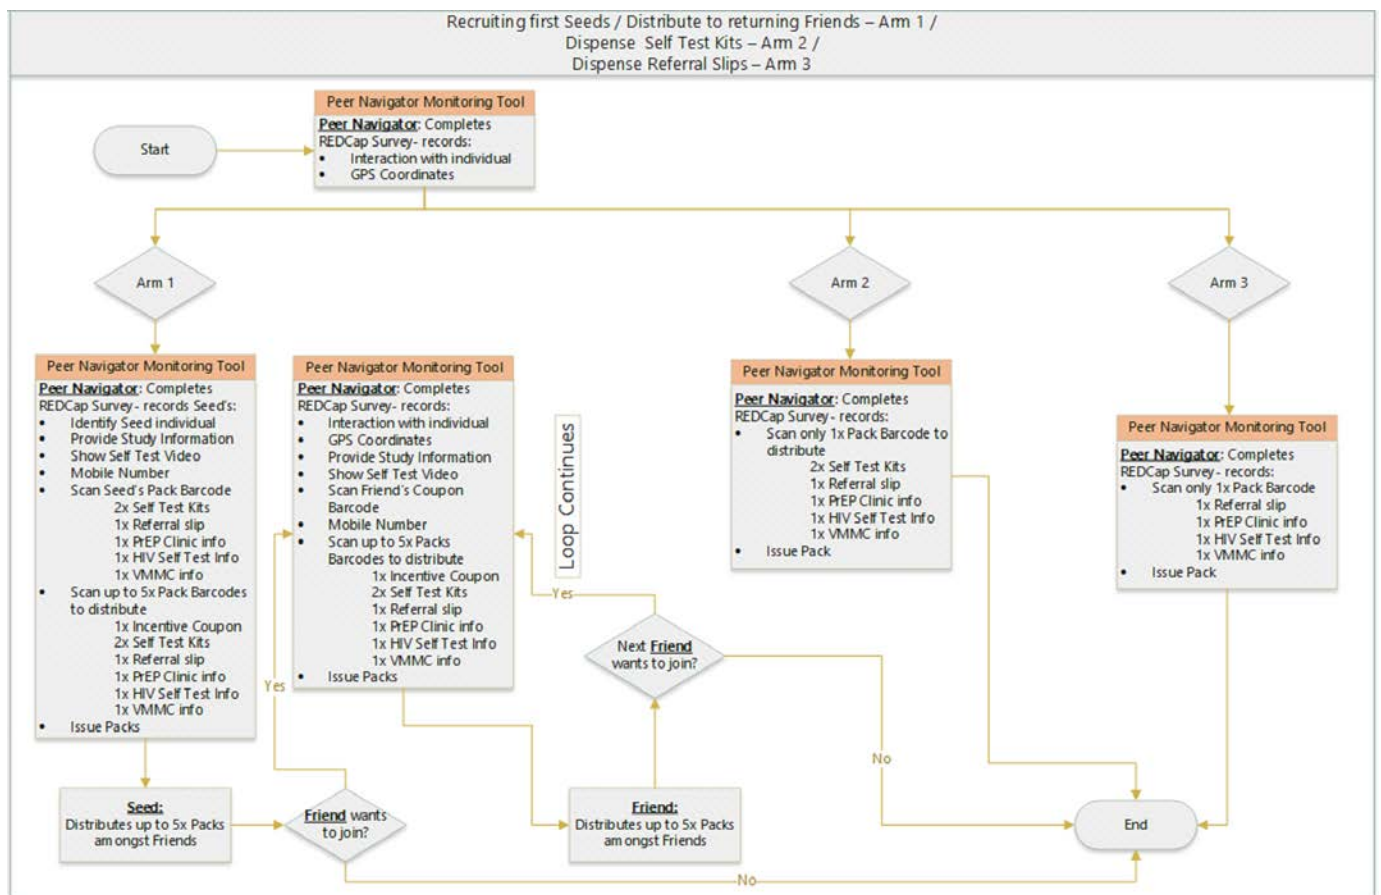 Recruiting first Seeds / Distribute to returning Friends – Arm 1 /
Dispense Self Test Kits – Arm 2 /
Dispense Referral Slips – Arm 3
Start
Peer Navigator Monitoring Tool
Peer Navigator: Completes
REDCap Survey- records:
• Interaction with individual
• GPS Coordinates
Arm 1
Arm 2
Arm 3
Peer Navigator Monitoring Tool
Peer Navigator: Completes
REDCap Survey- records Seed's:
• Identify Seed individual
• Provide Study Information
• Show Self Test Video
• Mobile Number
• Scan Seed's Pack Barcode
2x Self Test Kits
1x Referral slip
1x PrEP Clinic info
1x HIV Self Test Info
1x VMMC info
• Scan up to 5x Pack Barcodes
to distribute
1x Incentive Coupon
2x Self Test Kits
1x Referral slip
1x PrEP Clinic info
1x HIV Self Test Info
1x VMMC info
• Issue Packs
Peer Navigator Monitoring Tool
Peer Navigator: Completes
REDCap Survey- records:
• Interaction with individual
• GPS Coordinates
• Provide Study Information
• Show Self Test Video
• Scan Friend's Coupon
Barcode
• Mobile Number
• Scan up to 5x Packs
Barcodes to distribute
1x Incentive Coupon
2x Self Test Kits
1x Referral slip
1x PrEP Clinic info
1x HIV Self Test Info
1x VMMC info
• Issue Packs
Loop Continues
Peer Navigator Monitoring Tool
Peer Navigator: Completes
REDCap Survey- records:
• Scan only 1x Pack Barcode to
distribute
2x Self Test Kits
1x Referral slip
1x PrEP Clinic info
1x HIV Self Test Info
1x VMMC info
• Issue Pack
Peer Navigator Monitoring Tool
Peer Navigator: Completes
REDCap Survey- records:
• Scan only 1x Pack Barcode
1x Referral slip
1x PrEP Clinic info
1x HIV Self Test Info
1x VMMC info
• Issue Pack
Yes
Next Friend
wants to join?
Yes
No
Seed:
Distributes up to 5x Packs
amongst Friends
Friend wants
to join?
Friend:
Distributes up to 5x Packs
amongst Friends
End
No